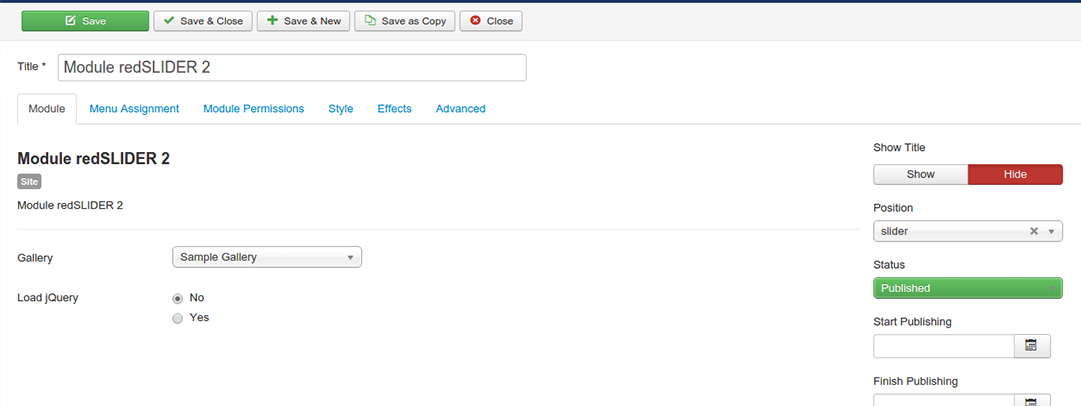 Save
Save & Close
Save & New
Save as Copy
Close
Title *
Module redSLIDER 2
Module
Menu Assignment
Module Permissions
Style
Effects
Advanced
Module redSLIDER 2
Site
Module redSLIDER 2
Gallery
Sample Gallery
Load jQuery
No
Yes
Show Title
Show
Hide
Position
slider
Status
Published
Start Publishing
Finish Publishing